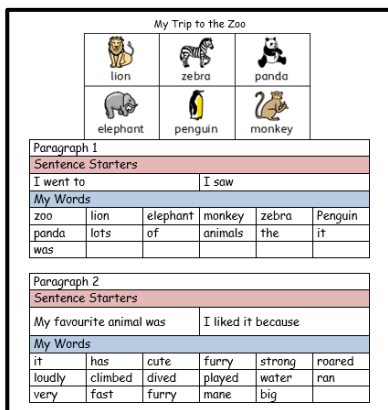 My Trip to the Zoo
lion zebra panda
elephant penguin monkey
Paragraph 1
Sentence Starters
I went to I saw
My Words
zoo lion elephant monkey zebra Penguin
panda lots of animals the it
was
Paragraph 2
Sentence Starters
My favourite animal was I liked it because
My Words
it has cute furry strong roared
loudly climbed dived played water ran
very fast furry mane big